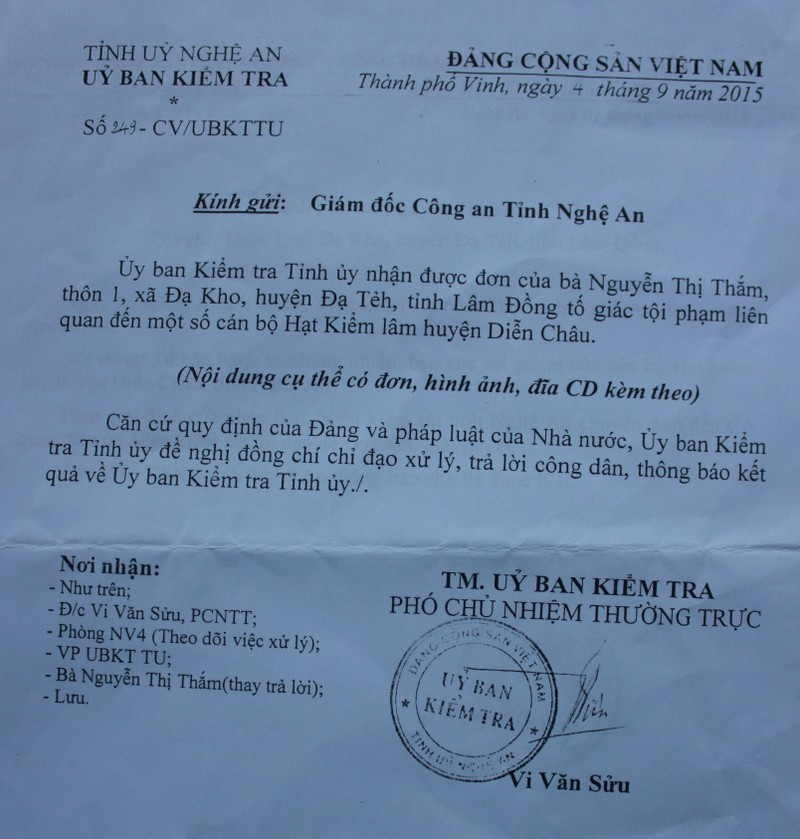 TỈNH UỶ NGHỆ AN
UỶ BAN KIỂM TRA
*
Số 249 - CV/UBKTTU
ĐẢNG CỘNG SẢN VIỆT NAM
Thành phố Vinh, ngày 4 tháng 9 năm 2015
Kính gửi: Giám đốc Công an Tỉnh Nghệ An
Ủy ban Kiểm tra Tỉnh ủy nhận được đơn của bà Nguyễn Thị Thắm,
thôn 1, xã Đạ Kho, huyện Đạ Tẻh, tỉnh Lâm Đồng tố giác tội phạm liên
quan đến một số cán bộ Hạt Kiểm lâm huyện Diễn Châu.
(Nội dung cụ thể có đơn, hình ảnh, đĩa CD kèm theo)
Căn cứ quy định của Đảng và pháp luật của Nhà nước, Ủy ban Kiểm
tra Tỉnh ủy đề nghị đồng chí chỉ đạo xử lý, trả lời công dân, thông báo kết
quả về Ủy ban Kiểm tra Tỉnh ủy./.
Nơi nhận:
- Như trên;
- Đ/c Vi Văn Sửu, PCNTT;
- Phòng NV4 (Theo dõi việc xử lý);
- VP UBKT TU;
- Bà Nguyễn Thị Thắm(thay trả lời);
- Lưu.
TM. UỶ BAN KIỂM TRA
PHÓ CHỦ NHIỆM THƯỜNG TRỰC
ĐẢNG CỘNG SẢN VIỆT NAM
UỶ BAN
KIỂM TRA
TỈNH UỶ NGHỆ AN
Vi Văn Sửu